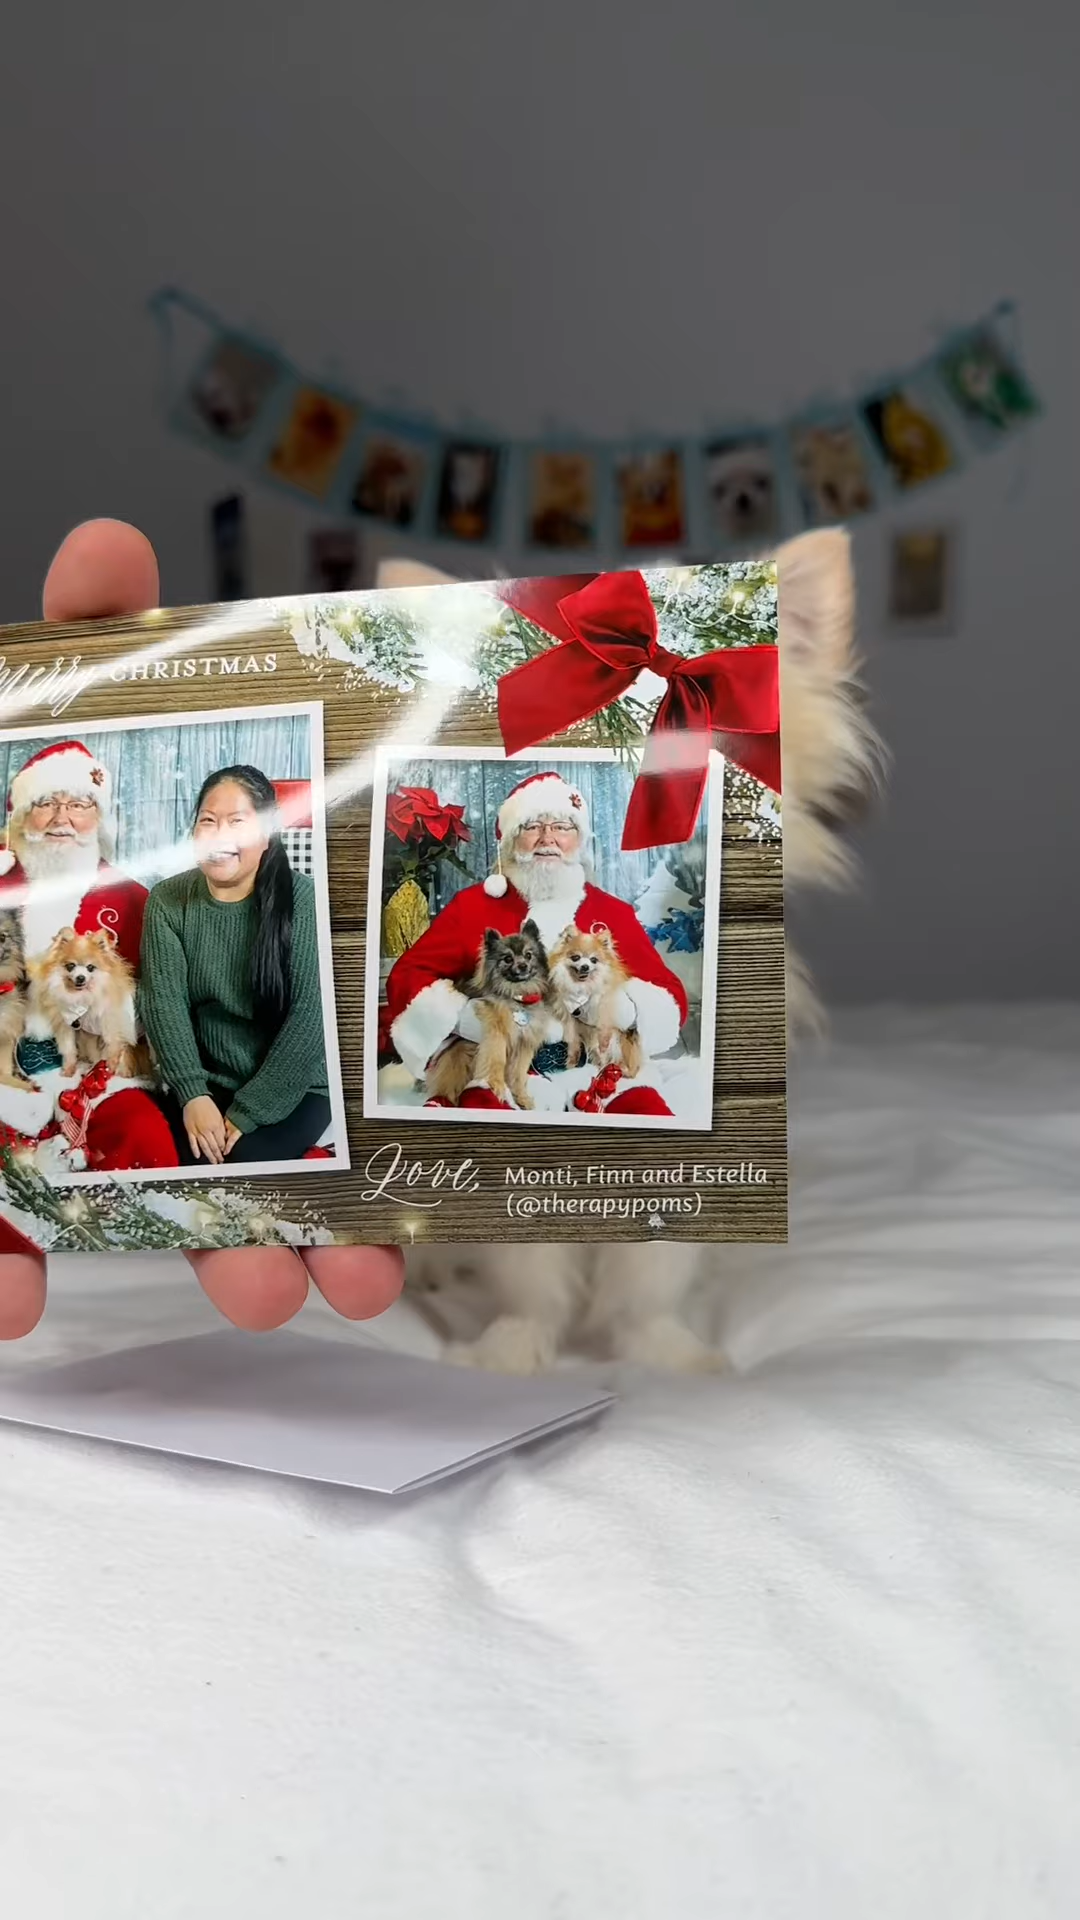 Merry CHRISTMAS
Love, Monti, Finn and Estella
(@therapypoms)